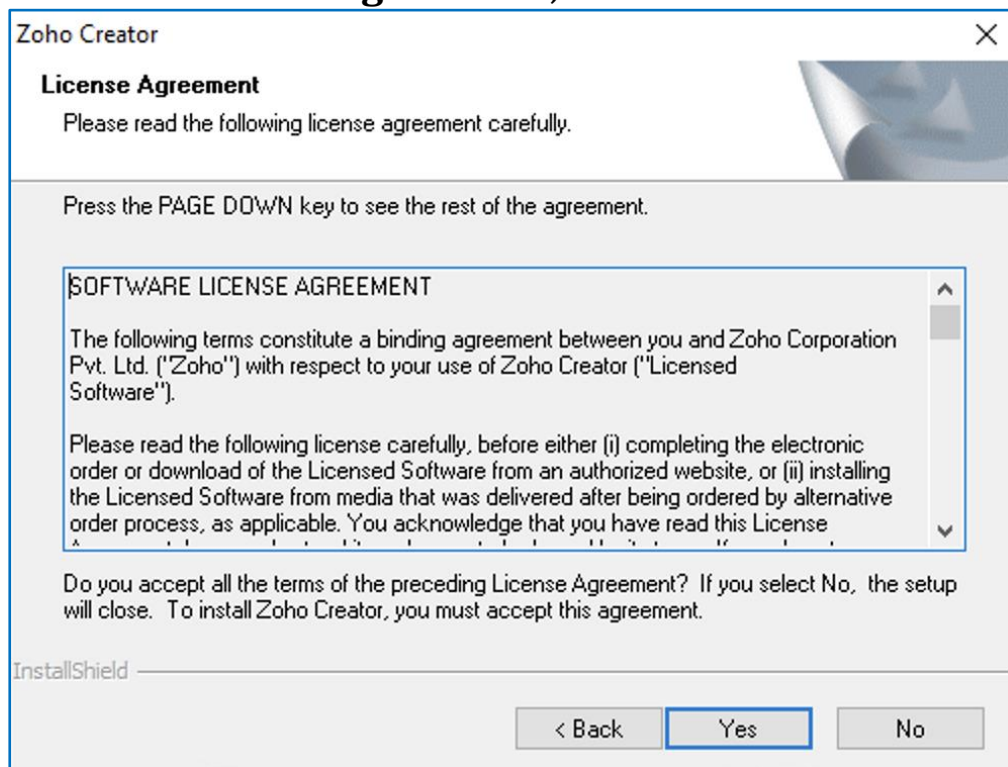 Zoho Creator
License Agreement
Please read the following license agreement carefully.
Press the PAGE DOWN key to see the rest of the agreement.
SOFTWARE LICENSE AGREEMENT
The following terms constitute a binding agreement between you and Zoho Corporation
Pvt. Ltd. ("Zoho") with respect to your use of Zoho Creator ("Licensed
Software").
Please read the following license carefully, before either (i) completing the electronic
order or download of the Licensed Software from an authorized website, or (ii) installing
the Licensed Software from media that was delivered after being ordered by alternative
order process, as applicable. You acknowledge that you have read this License
Do you accept all the terms of the preceding License Agreement? If you select No, the setup
will close. To install Zoho Creator, you must accept this agreement.
InstallShield
< Back Yes No